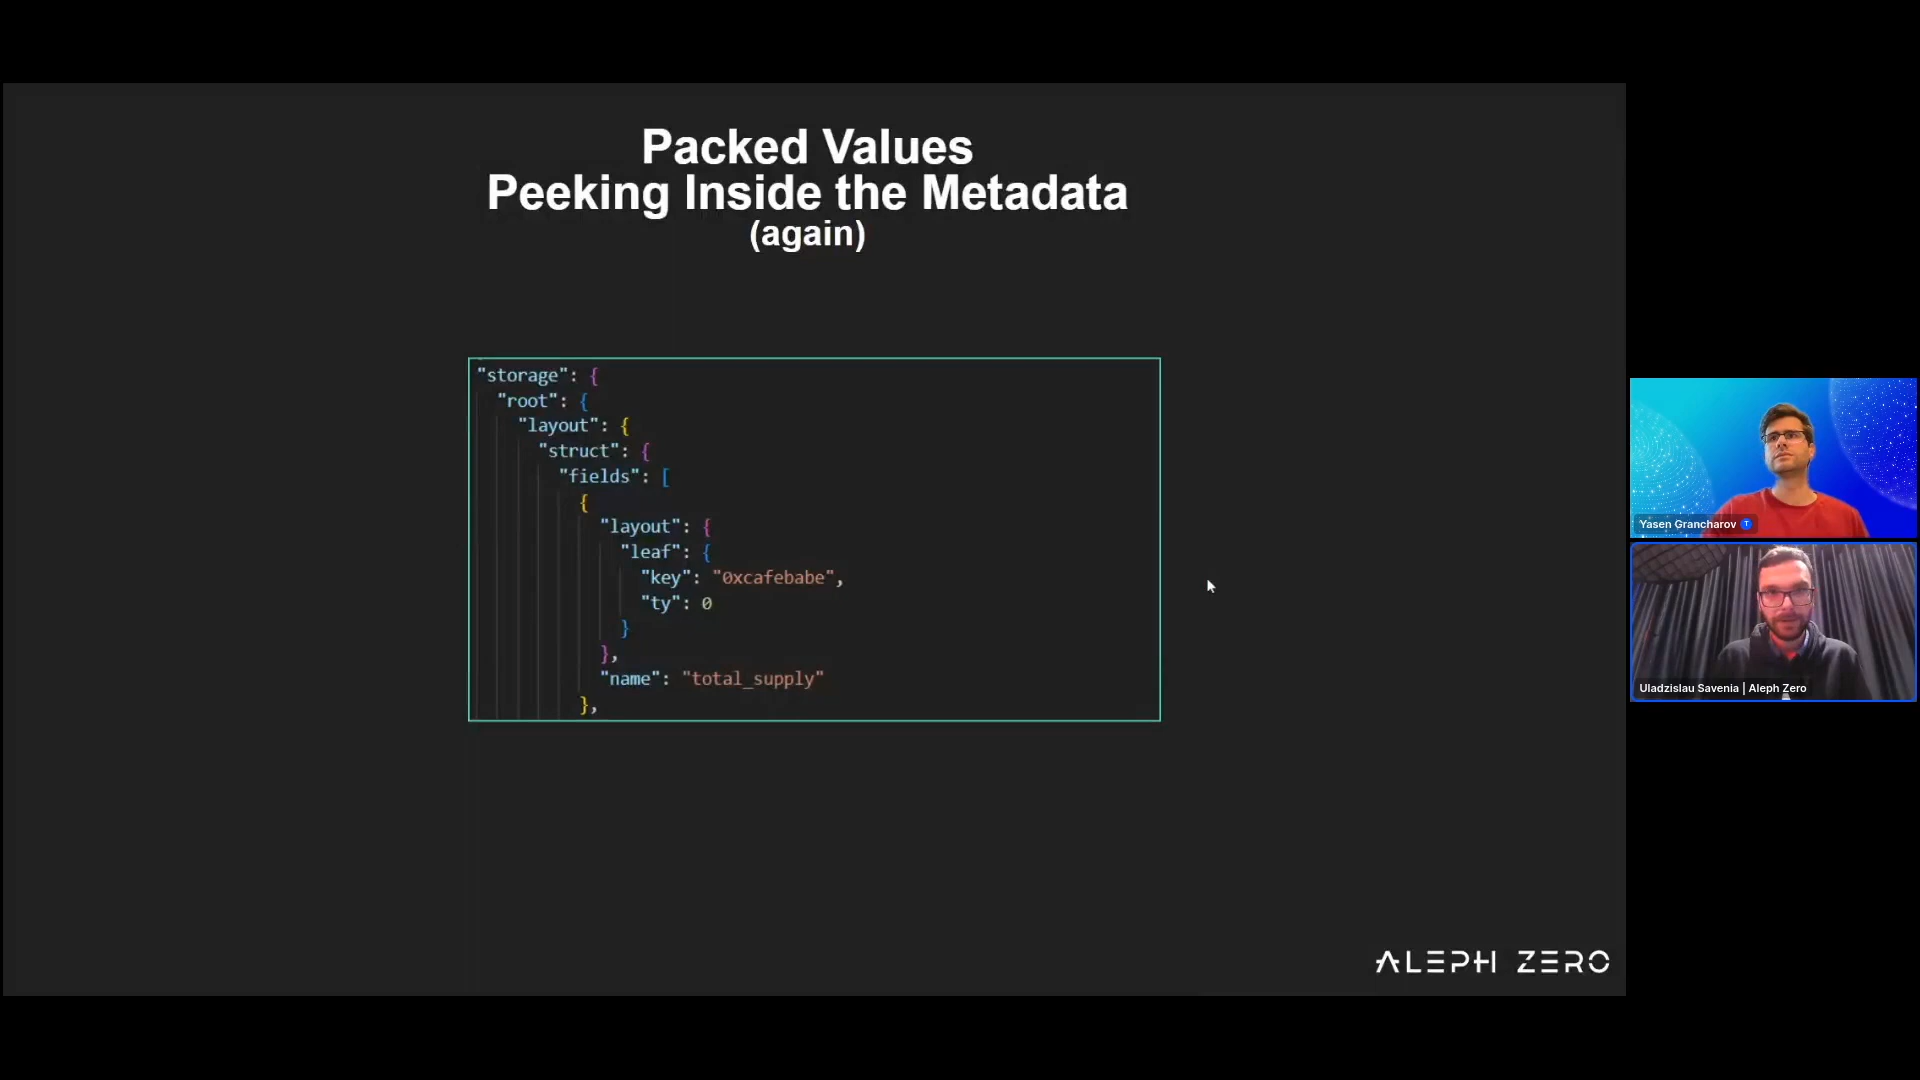 Packed Values
Peeking Inside the Metadata
(again)
"storage": {
"root": {
"layout": {
"struct": {
"fields": [
{
"layout": {
"leaf": {
"key": "0xcafebabe",
"ty": 0
}
},
"name": "total_supply"
},
ALEPH ZERO
Yasen Grancharov T
Uladzislau Savenia | Aleph Zero